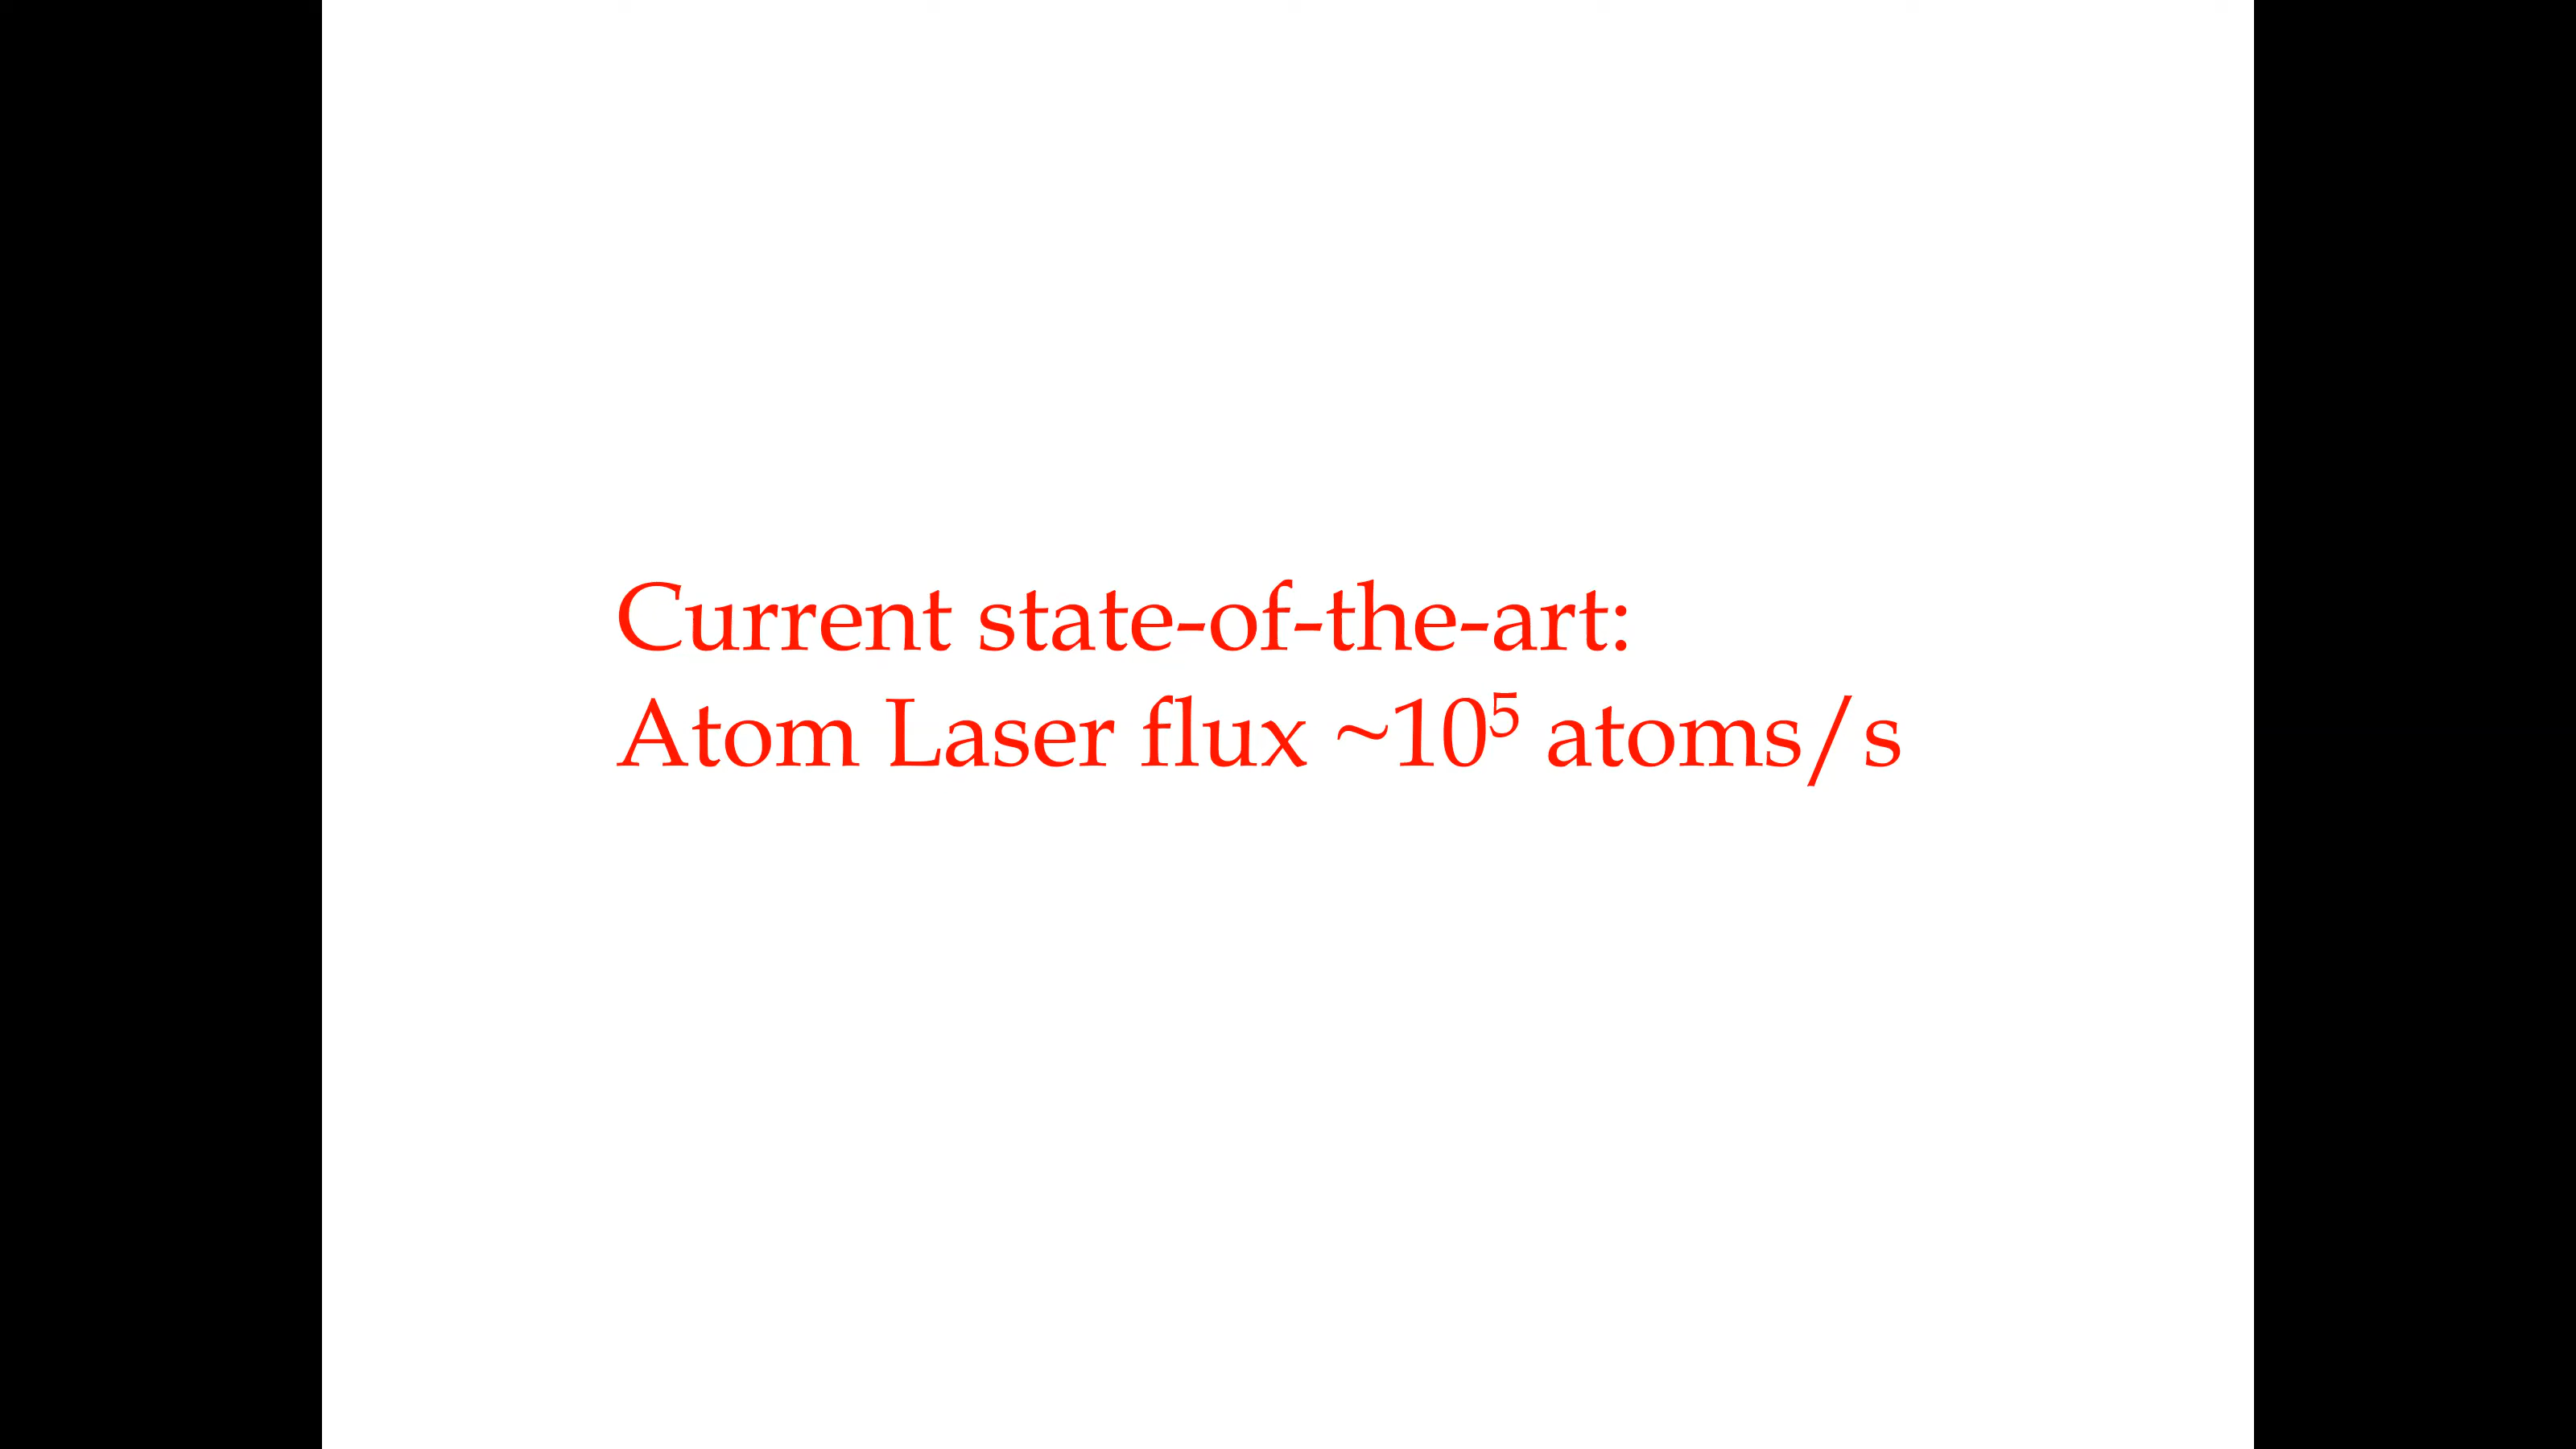 Current state-of-the-art:
Atom Laser flux ~10⁵ atoms/s